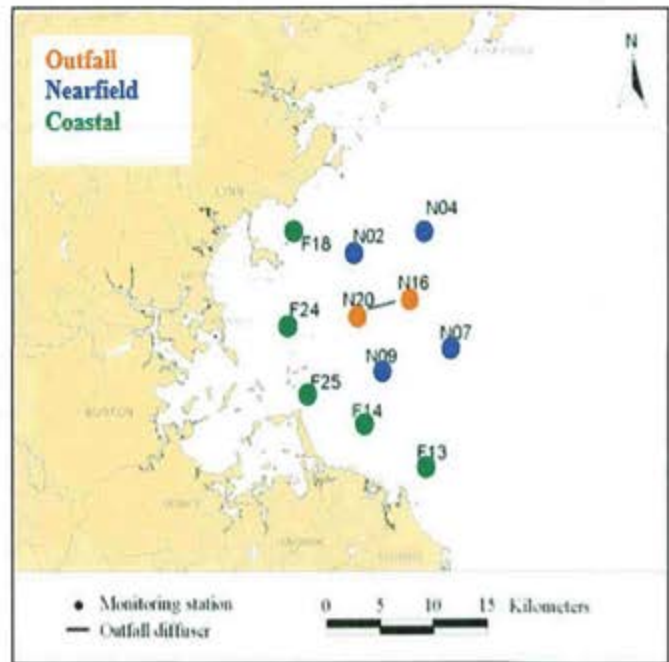 Outfall
Nearfield
Coastal
N
LYNN
N04
N02
F18
N16
N20
F24
N07
N09
F25
BOSTON
F14
F13
Monitoring station
Outfall diffuser
0 5 10 15 Kilometers